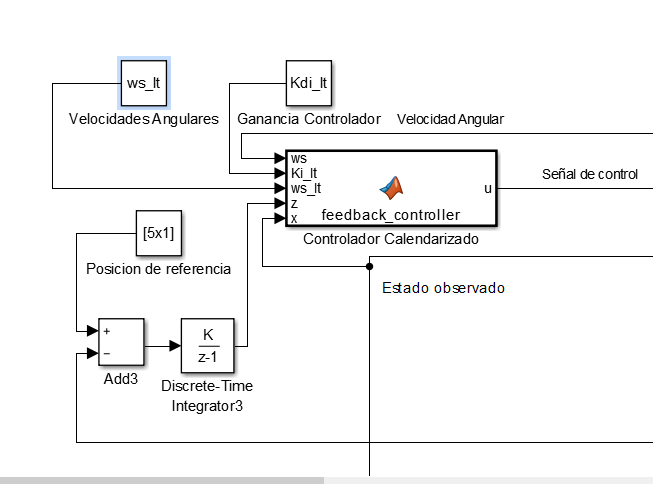 ws_lt
Velocidades Angulares
Kdi_lt
Ganancia Controlador
Velocidad Angular
ws
Ki_lt
ws_lt
z
x
feedback_controller
u
Controlador Calendarizado
Señal de control
[5x1]
Posicion de referencia
Estado observado
+
−
Add3
K
z-1
Discrete-Time
Integrator3